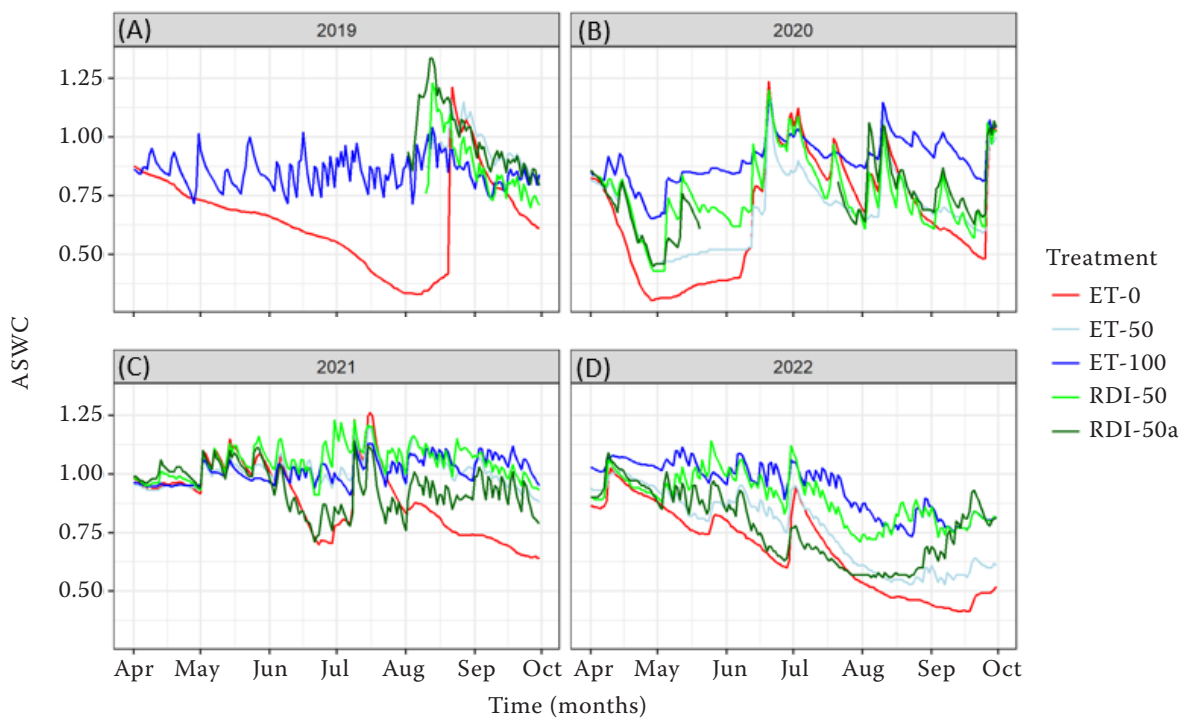 (A) 2019
(B) 2020
1.25
1.00
0.75
0.50
(C) 2021
(D) 2022
1.25
1.00
0.75
0.50
ASWC
Apr May Jun Jul Aug Sep Oct
Apr May Jun Jul Aug Sep Oct
Time (months)
Treatment
ET-0
ET-50
ET-100
RDI-50
RDI-50a